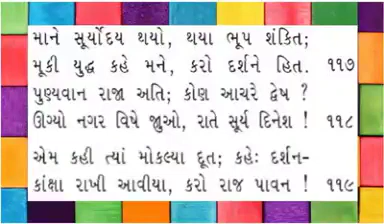 માને સૂર્યોદય થયો, થયા ભૂપ શંકિત;
મૂકી યુદ્ધ કહે મને, કરો દર્શને હિત. ૧૧૭
પુણ્યવાન રાજા અતિ; કોણ આચરે દ્વેષ ?
ઊગ્યો નગર વિષે જુઓ, રાતે સૂર્ય દિનેશ ! ૧૧૮
એમ કહી ત્યાં મોકલ્યા દૂત; કહેઃ દર્શન-
કાંક્ષા રાખી આવીયા, કરો રાજ પાવન ! ૧૧૯